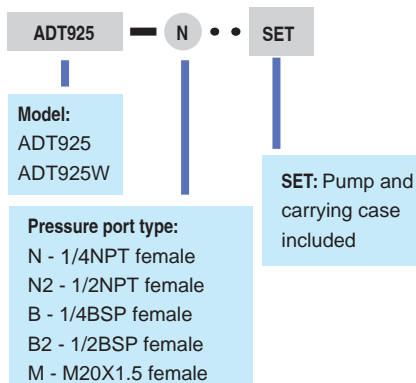 ADT925 — N • • SET
Model:
ADT925
ADT925W
SET: Pump and
carrying case
included
Pressure port type:
N - 1/4NPT female
N2 - 1/2NPT female
B - 1/4BSP female
B2 - 1/2BSP female
M - M20X1.5 female